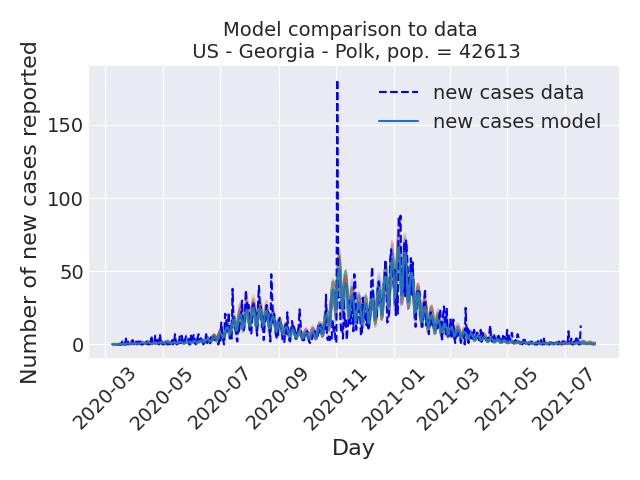 Model comparison to data
US - Georgia - Polk, pop. = 42613
new cases data
new cases model
Number of new cases reported
150
100
50
0
2020-03
2020-05
2020-07
2020-09
2020-11
2021-01
2021-03
2021-05
2021-07
Day